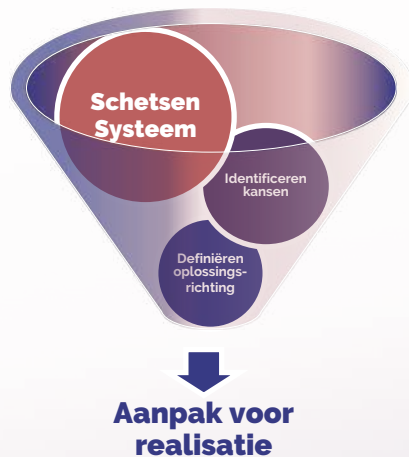 Schetsen
Systeem
Identificeren
kansen
Definiëren
oplossings-
richting
Aanpak voor
realisatie